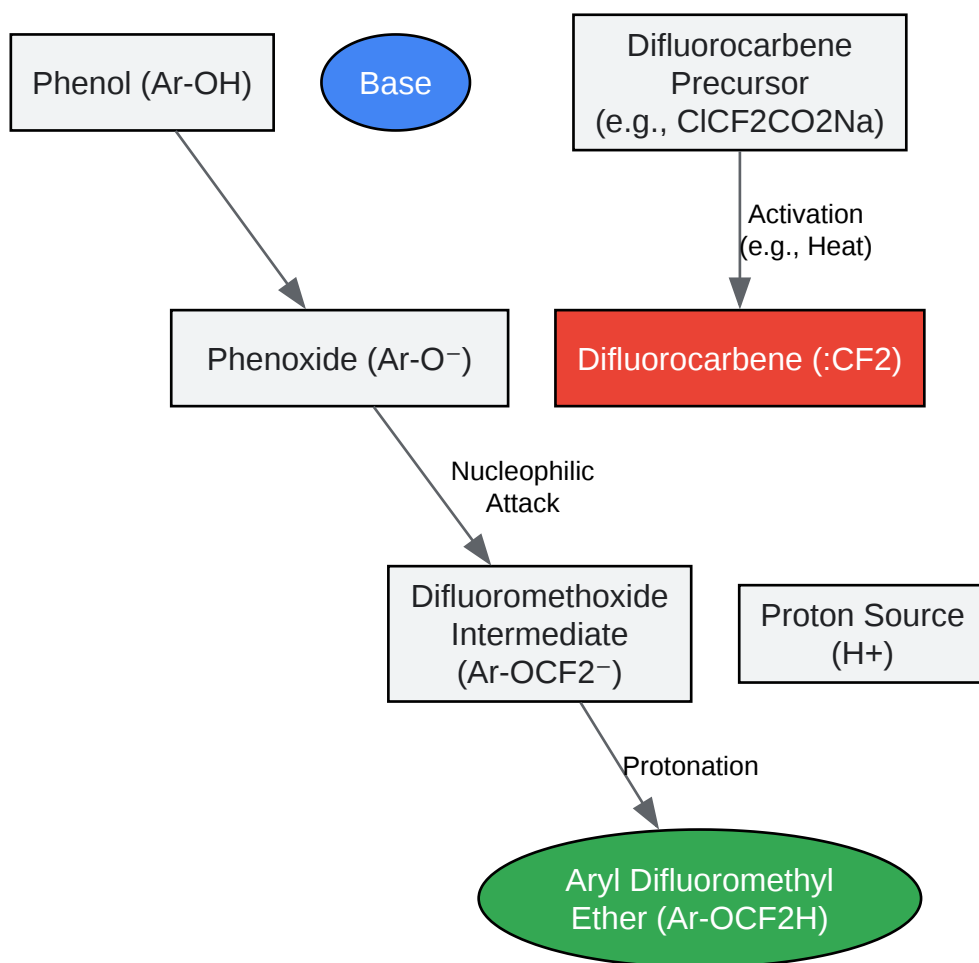 Phenol (Ar-OH)
Base
Difluorocarbene
Precursor
(e.g., ClCF2CO2Na)
Activation
(e.g., Heat)
Phenoxide (Ar-O⁻)
Difluorocarbene (:CF2)
Nucleophilic
Attack
Difluoromethoxide
Intermediate
(Ar-OCF2⁻)
Proton Source
(H+)
Protonation
Aryl Difluoromethyl
Ether (Ar-OCF2H)